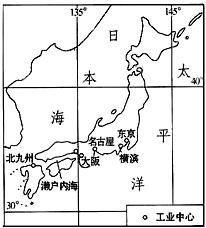 135°
145°
日
本
海
太
40°
平
洋
东京
名古屋
横滨
大阪
北九州
濑户内海
30°
工业中心